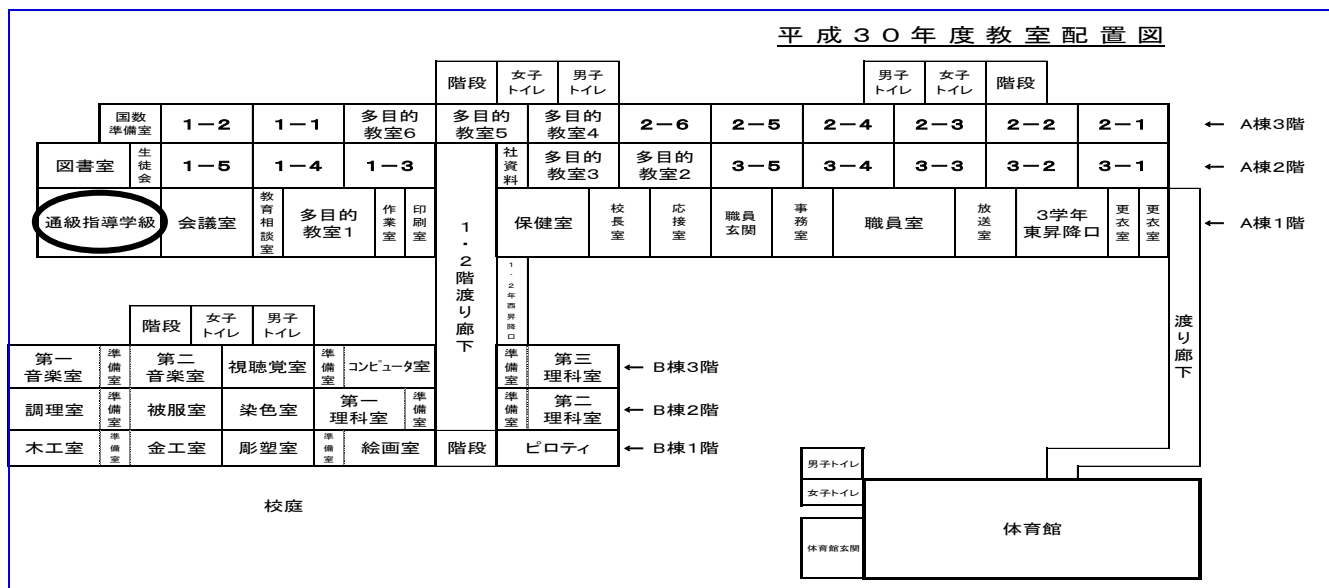 平成30年度教室配置図
階段
女子
トイレ
男子
トイレ
男子
トイレ
女子
トイレ
階段
国数
準備室
1－2
1－1
多目的
教室6
多目的
教室5
多目的
教室4
2－6
2－5
2－4
2－3
2－2
2－1
← A棟3階
図書室
生徒会
1－5
1－4
1－3
社資料
多目的
教室3
多目的
教室2
3－5
3－4
3－3
3－2
3－1
← A棟2階
通級指導学級
会議室
教育相談室
多目的
教室1
作業室
印刷室
1・2階渡り廊下
保健室
校長室
応接室
職員
玄関
事務室
職員室
放送室
3学年
東昇降口
更衣室
更衣室
← A棟1階
1・2年西昇降口
渡り廊下
階段
女子
トイレ
男子
トイレ
第一
音楽室
準備室
第二
音楽室
視聴覚室
準備室
コンピュータ室
準備室
第三
理科室
← B棟3階
調理室
準備室
被服室
染色室
第一
理科室
準備室
準備室
第二
理科室
← B棟2階
木工室
準備室
金工室
彫塑室
準備室
絵画室
階段
ピロティ
← B棟1階
校庭
男子トイレ
女子トイレ
体育館玄関
体育館